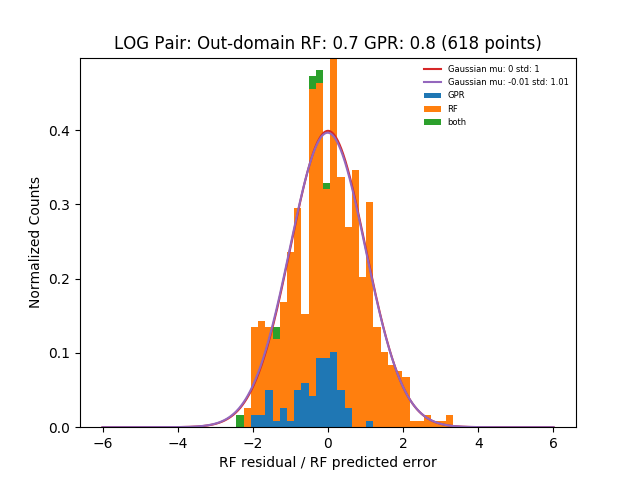 LOG Pair: Out-domain RF: 0.7 GPR: 0.8 (618 points)
Gaussian mu: 0 std: 1
Gaussian mu: -0.01 std: 1.01
GPR
RF
both
Normalized Counts
0.4
0.3
0.2
0.1
0.0
−6 −4 −2 0 2 4 6
RF residual / RF predicted error